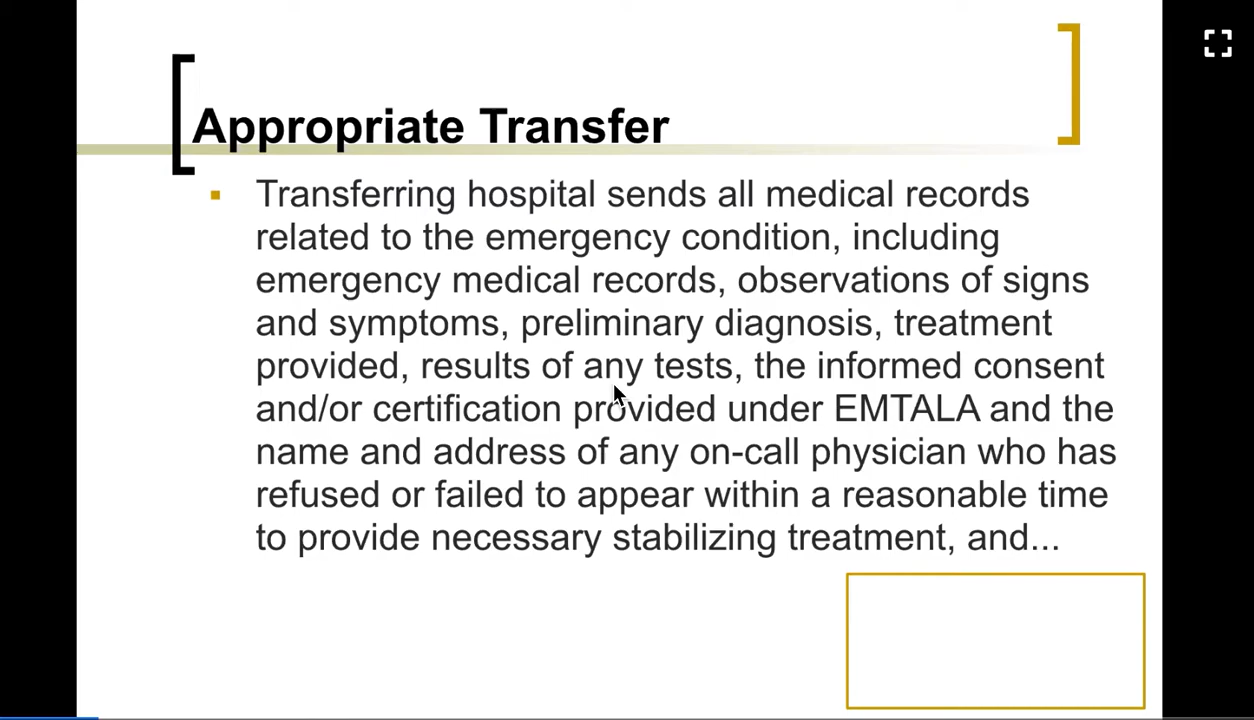 Appropriate Transfer
Transferring hospital sends all medical records
related to the emergency condition, including
emergency medical records, observations of signs
and symptoms, preliminary diagnosis, treatment
provided, results of any tests, the informed consent
and/or certification provided under EMTALA and the
name and address of any on-call physician who has
refused or failed to appear within a reasonable time
to provide necessary stabilizing treatment, and...